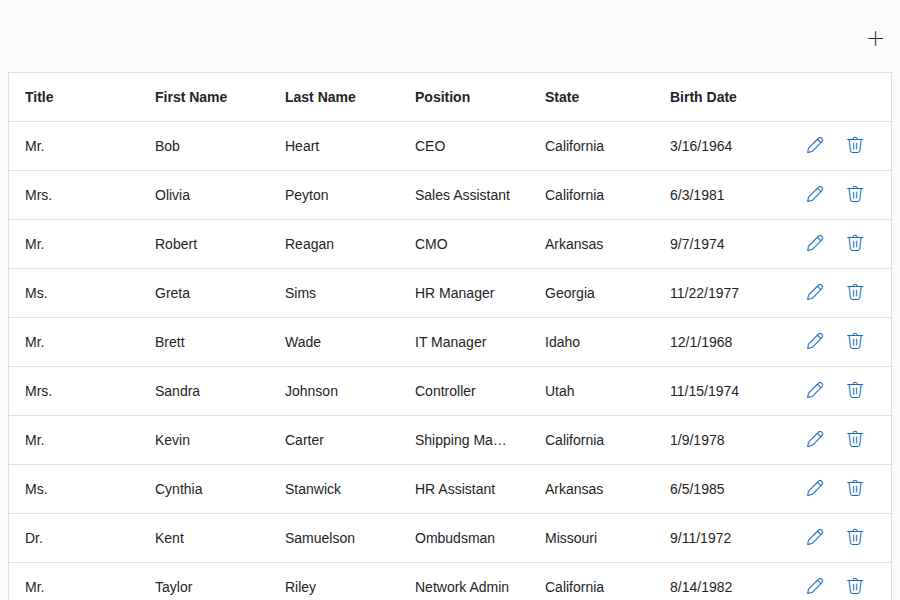 Title First Name Last Name Position State Birth Date
Mr. Bob Heart CEO California 3/16/1964
Mrs. Olivia Peyton Sales Assistant California 6/3/1981
Mr. Robert Reagan CMO Arkansas 9/7/1974
Ms. Greta Sims HR Manager Georgia 11/22/1977
Mr. Brett Wade IT Manager Idaho 12/1/1968
Mrs. Sandra Johnson Controller Utah 11/15/1974
Mr. Kevin Carter Shipping Ma… California 1/9/1978
Ms. Cynthia Stanwick HR Assistant Arkansas 6/5/1985
Dr. Kent Samuelson Ombudsman Missouri 9/11/1972
Mr. Taylor Riley Network Admin California 8/14/1982